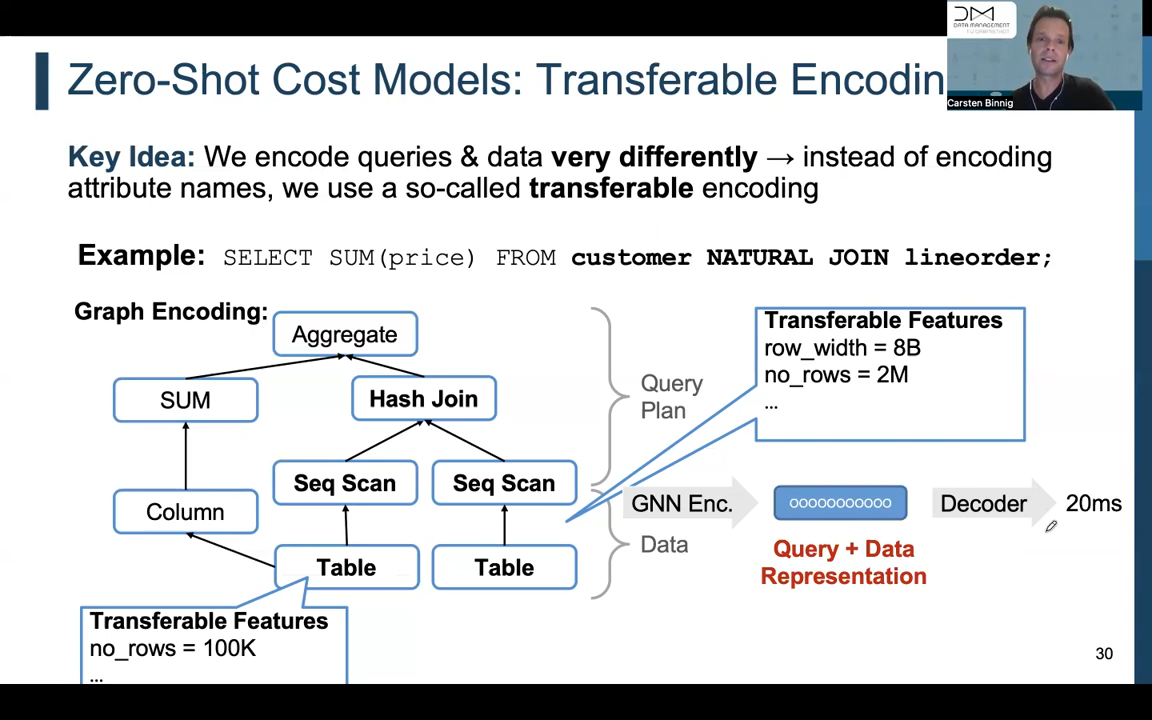 DATA MANAGEMENT
Carsten Binnig
Zero-Shot Cost Models: Transferable Encodin
Key Idea: We encode queries & data very differently → instead of encoding
attribute names, we use a so-called transferable encoding
Example: SELECT SUM(price) FROM customer NATURAL JOIN lineorder;
Graph Encoding:
Aggregate
SUM
Hash Join
Seq Scan
Seq Scan
Column
Table
Table
Transferable Features
no_rows = 100K
...
Query
Plan
Data
Transferable Features
row_width = 8B
no_rows = 2M
...
GNN Enc.
ooooooooooo
Decoder
20ms
Query + Data
Representation
30